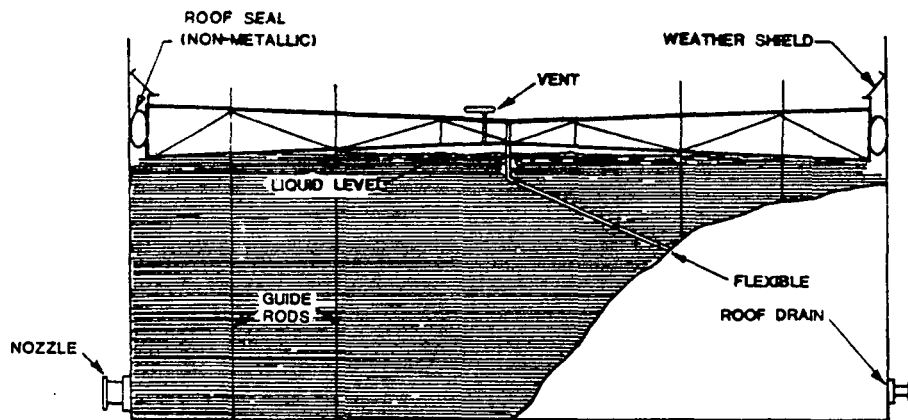 ROOF SEAL
(NON-METALLIC)
WEATHER SHIELD
VENT
LIQUID LEVEL
FLEXIBLE
GUIDE
RODS
ROOF DRAIN
NOZZLE